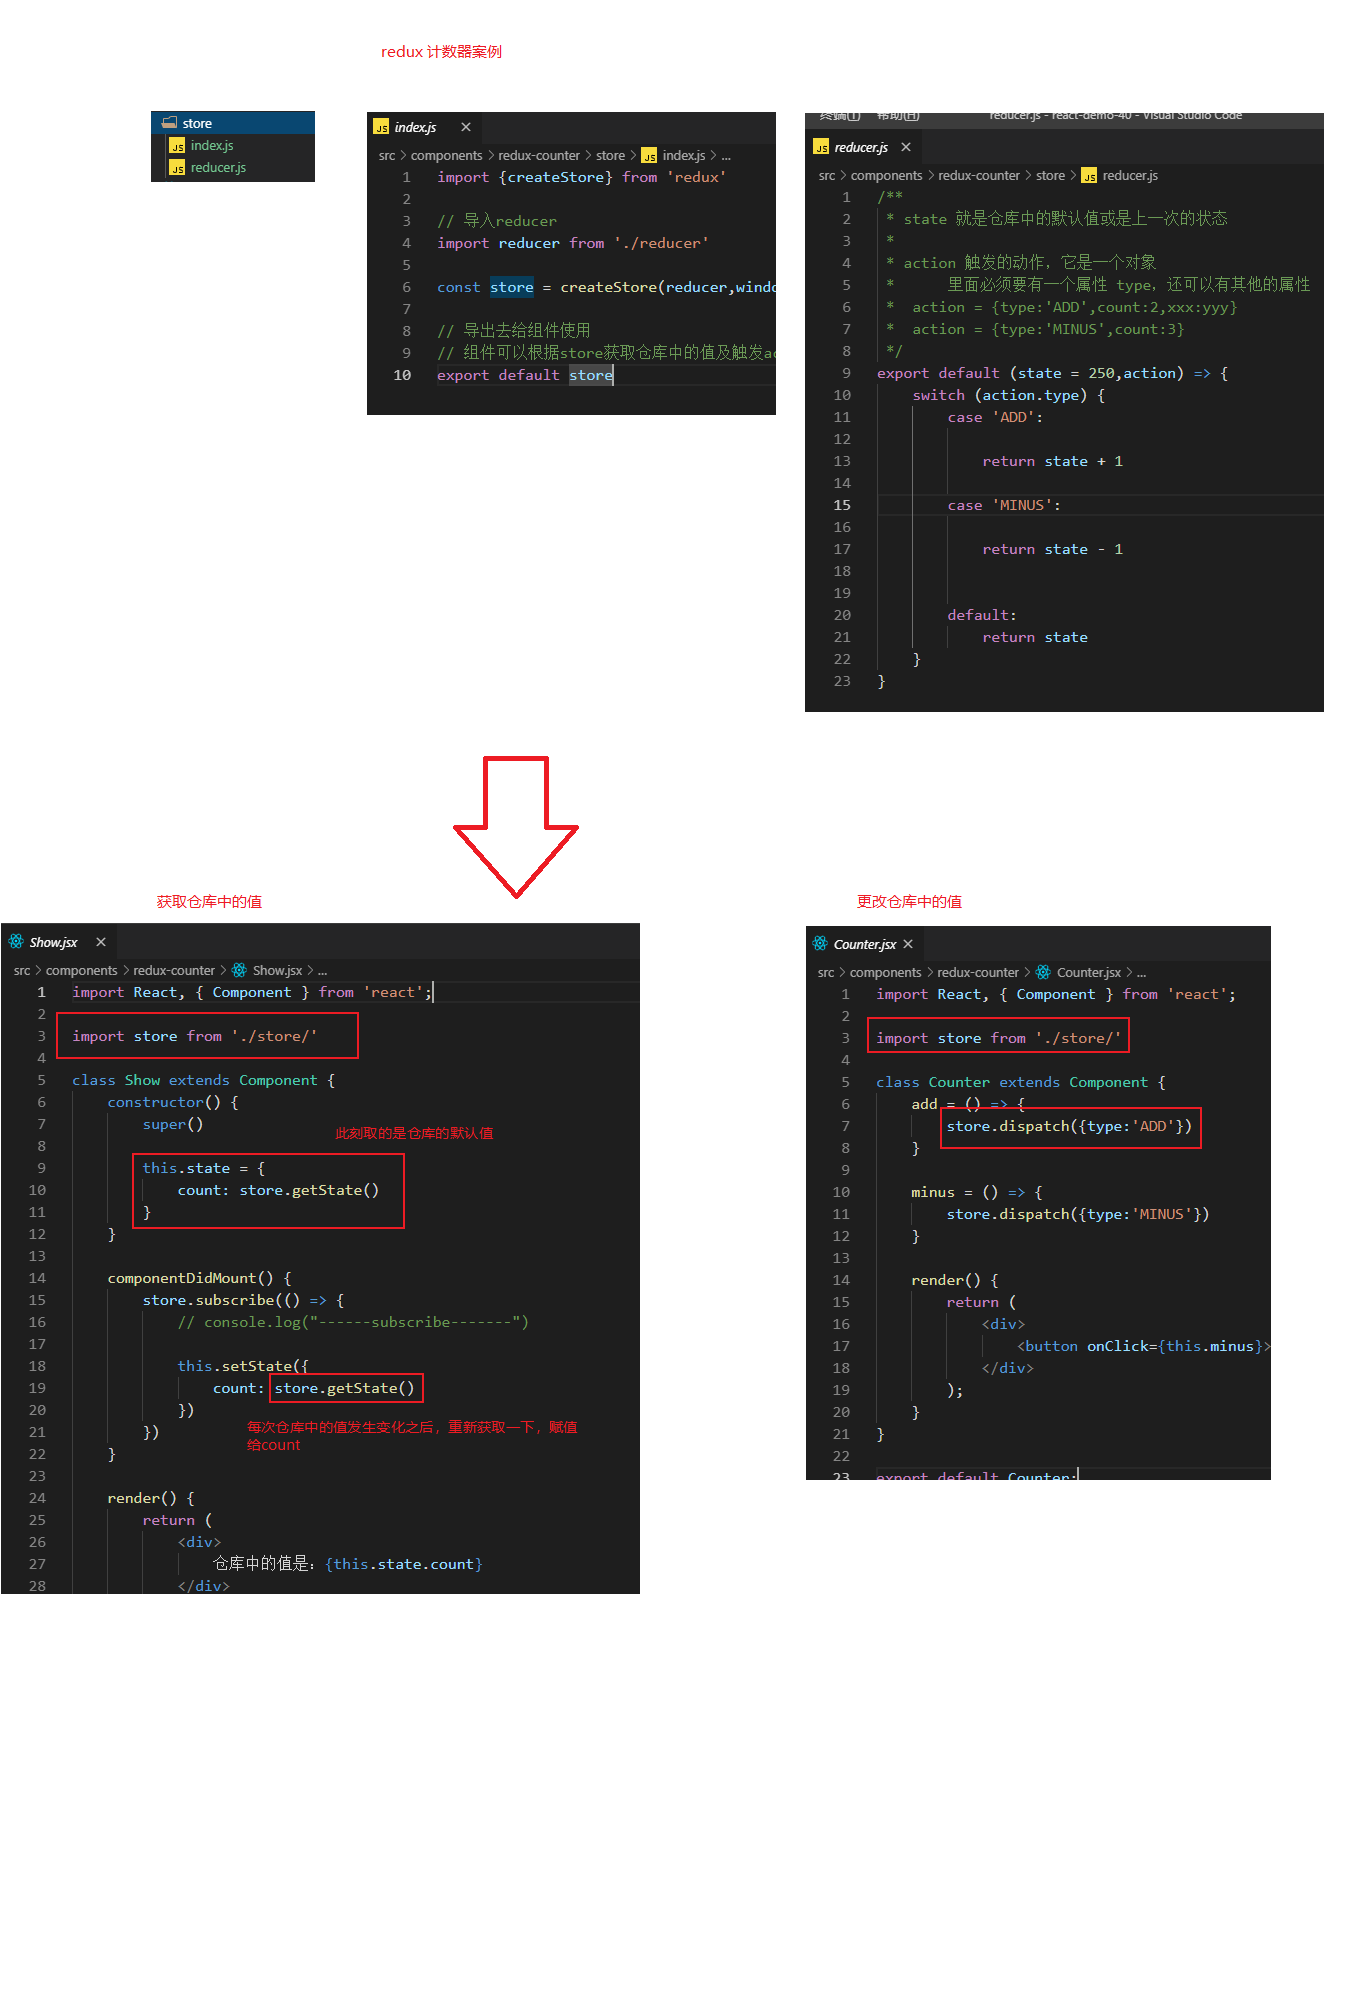 redux 计数器案例
store
index.js
reducer.js
index.js
src > components > redux-counter > store > index.js > ...
1 import {createStore} from 'redux'
2
3 // 导入reducer
4 import reducer from './reducer'
5
6 const store = createStore(reducer,windo
7
8 // 导出去给组件使用
9 // 组件可以根据store获取仓库中的值及触发ac
10 export default store
终端(T) 帮助(H) reducer.js - react-demo-40 - Visual Studio Code
reducer.js
src > components > redux-counter > store > reducer.js
1 /**
2 * state 就是仓库中的默认值或是上一次的状态
3 *
4 * action 触发的动作，它是一个对象
5 * 里面必须要有一个属性 type，还可以有其他的属性
6 * action = {type:'ADD',count:2,xxx:yyy}
7 * action = {type:'MINUS',count:3}
8 */
9 export default (state = 250,action) => {
10 switch (action.type) {
11 case 'ADD':
12
13 return state + 1
14
15 case 'MINUS':
16
17 return state - 1
18
19
20 default:
21 return state
22 }
23 }
获取仓库中的值
Show.jsx
src > components > redux-counter > Show.jsx > ...
1 import React, { Component } from 'react';
2
3 import store from './store/'
4
5 class Show extends Component {
6 constructor() {
7 super()
此刻取的是仓库的默认值
8
9 this.state = {
10 count: store.getState()
11 }
12 }
13
14 componentDidMount() {
15 store.subscribe(() => {
16 // console.log("------subscribe-------")
17
18 this.setState({
19 count: store.getState()
20 })
21 })
每次仓库中的值发生变化之后，重新获取一下，赋值
给count
22 }
23
24 render() {
25 return (
26 <div>
27 仓库中的值是：{this.state.count}
28 </div>
更改仓库中的值
Counter.jsx
src > components > redux-counter > Counter.jsx > ...
1 import React, { Component } from 'react';
2
3 import store from './store/'
4
5 class Counter extends Component {
6 add = () => {
7 store.dispatch({type:'ADD'})
8 }
9
10 minus = () => {
11 store.dispatch({type:'MINUS'})
12 }
13
14 render() {
15 return (
16 <div>
17 <button onClick={this.minus}>
18 </div>
19 );
20 }
21 }
22
23 export default Counter;